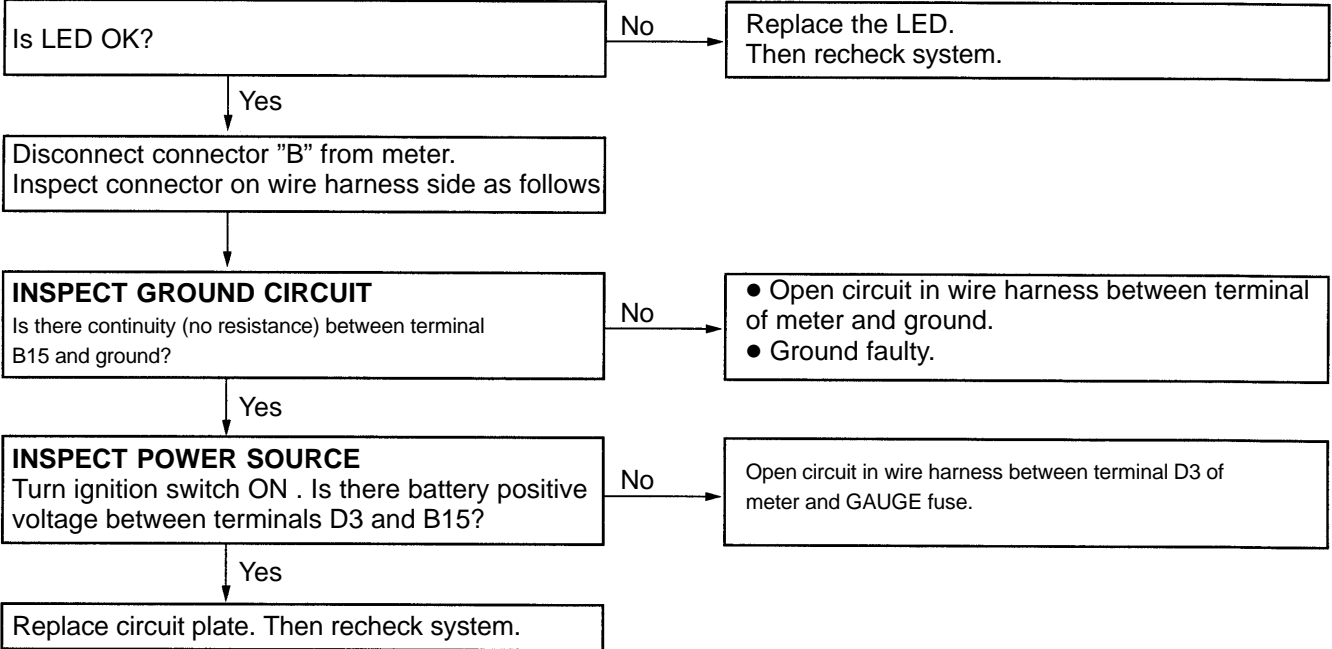 Is LED OK?
No
Replace the LED.
Then recheck system.
Yes
Disconnect connector ”B” from meter.
Inspect connector on wire harness side as follows
INSPECT GROUND CIRCUIT
Is there continuity (no resistance) between terminal
B15 and ground?
No
● Open circuit in wire harness between terminal
of meter and ground.
● Ground faulty.
Yes
INSPECT POWER SOURCE
Turn ignition switch ON . Is there battery positive
voltage between terminals D3 and B15?
No
Open circuit in wire harness between terminal D3 of
meter and GAUGE fuse.
Yes
Replace circuit plate. Then recheck system.